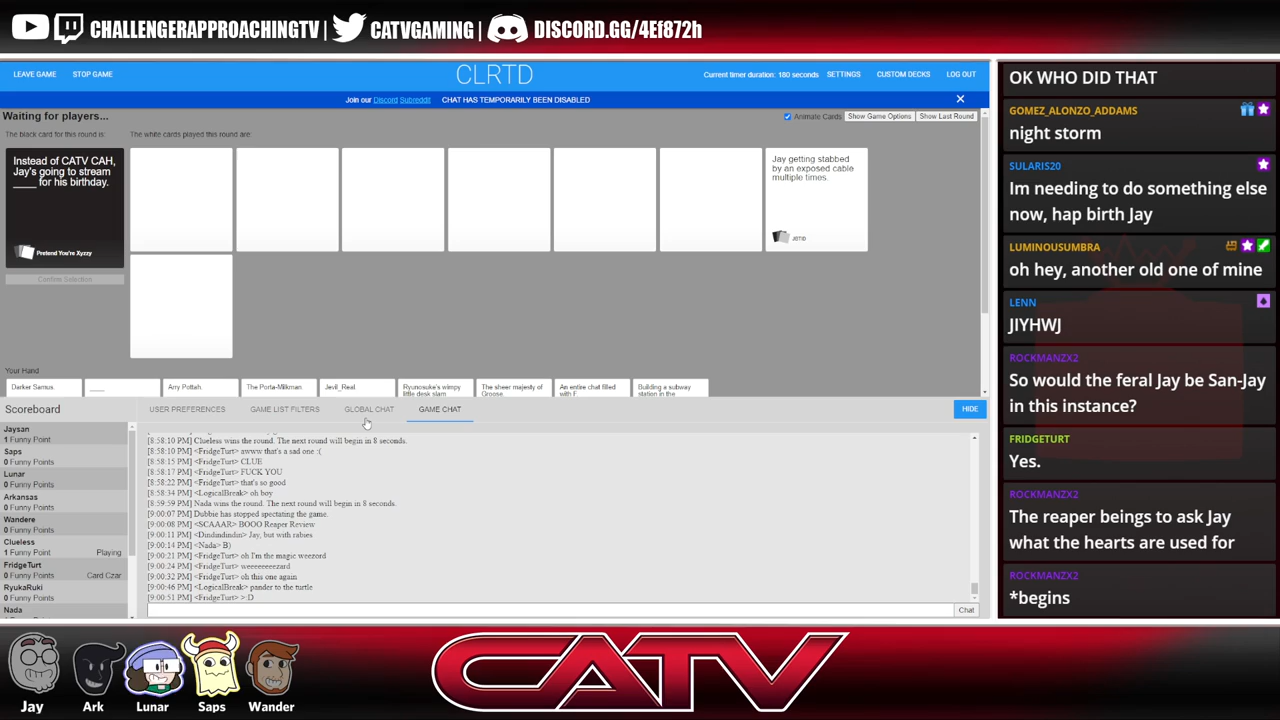 CHALLENGERAPPROACHINGTV | CATVGAMING | DISCORD.GG/4Ef872h
LEAVE GAME STOP GAME CLRTD Current timer duration: 180 seconds SETTINGS CUSTOM DECKS LOG OUT
Join our Discord Subreddit CHAT HAS TEMPORARILY BEEN DISABLED
Waiting for players...
Animate Cards Show Game Options Show Last Round
The black card for this round is: The white cards played this round are:
Instead of CATV CAH,
Jay's going to stream
____ for his birthday.
Pretend You're Xyzzy
Confirm Selection
Jay getting stabbed
by an exposed cable
multiple times.
Your Hand
Darker Samus.
____
Arry Pottah.
The Porta-Milkman.
Jevil_Real
Ryunosuke's wimpy
little desk slam
The sheer majesty of
Groose.
An entire chat filled
with F.
Building a subway
station in the
Scoreboard
USER PREFERENCES GAME LIST FILTERS GLOBAL CHAT GAME CHAT HIDE
Jaysan
1 Funny Point
Saps
0 Funny Points
Lunar
0 Funny Points
Arkansas
0 Funny Points
Wandere
0 Funny Points
Clueless
1 Funny Point Playing
FridgeTurt
0 Funny Points Card Czar
RyukaRuki
0 Funny Points
Nada
[8:58:10 PM] Clueless wins the round. The next round will begin in 8 seconds.
[8:58:10 PM] <FridgeTurt> awww that's a sad one :(
[8:58:15 PM] <FridgeTurt> CLUE
[8:58:17 PM] <FridgeTurt> FUCK YOU
[8:58:22 PM] <FridgeTurt> that's so good
[8:58:34 PM] <LogicalBreak> oh boy
[8:59:59 PM] Nada wins the round. The next round will begin in 8 seconds.
[9:00:07 PM] Dubbie has stopped spectating the game.
[9:00:08 PM] <SCAAAR> BOOO Reaper Review
[9:00:11 PM] <Dindindindin> Jay, but with rabies
[9:00:14 PM] <Nada> B)
[9:00:21 PM] <FridgeTurt> oh I'm the magic weezord
[9:00:24 PM] <FridgeTurt> weeeeeeezard
[9:00:32 PM] <FridgeTurt> oh this one again
[9:00:46 PM] <LogicalBreak> pander to the turtle
[9:00:51 PM] <FridgeTurt> >:D
Chat
OK WHO DID THAT
GOMEZ_ALONZO_ADDAMS
night storm
SULARIS20
Im needing to do something else
now, hap birth Jay
LUMINOUSUMBRA
oh hey, another old one of mine
LENN
JIYHWJ
ROCKMANZX2
So would the feral Jay be San-Jay
in this instance?
FRIDGETURT
Yes.
ROCKMANZX2
The reaper beings to ask Jay
what the hearts are used for
ROCKMANZX2
*begins
Jay Ark Lunar Saps Wander
CATV